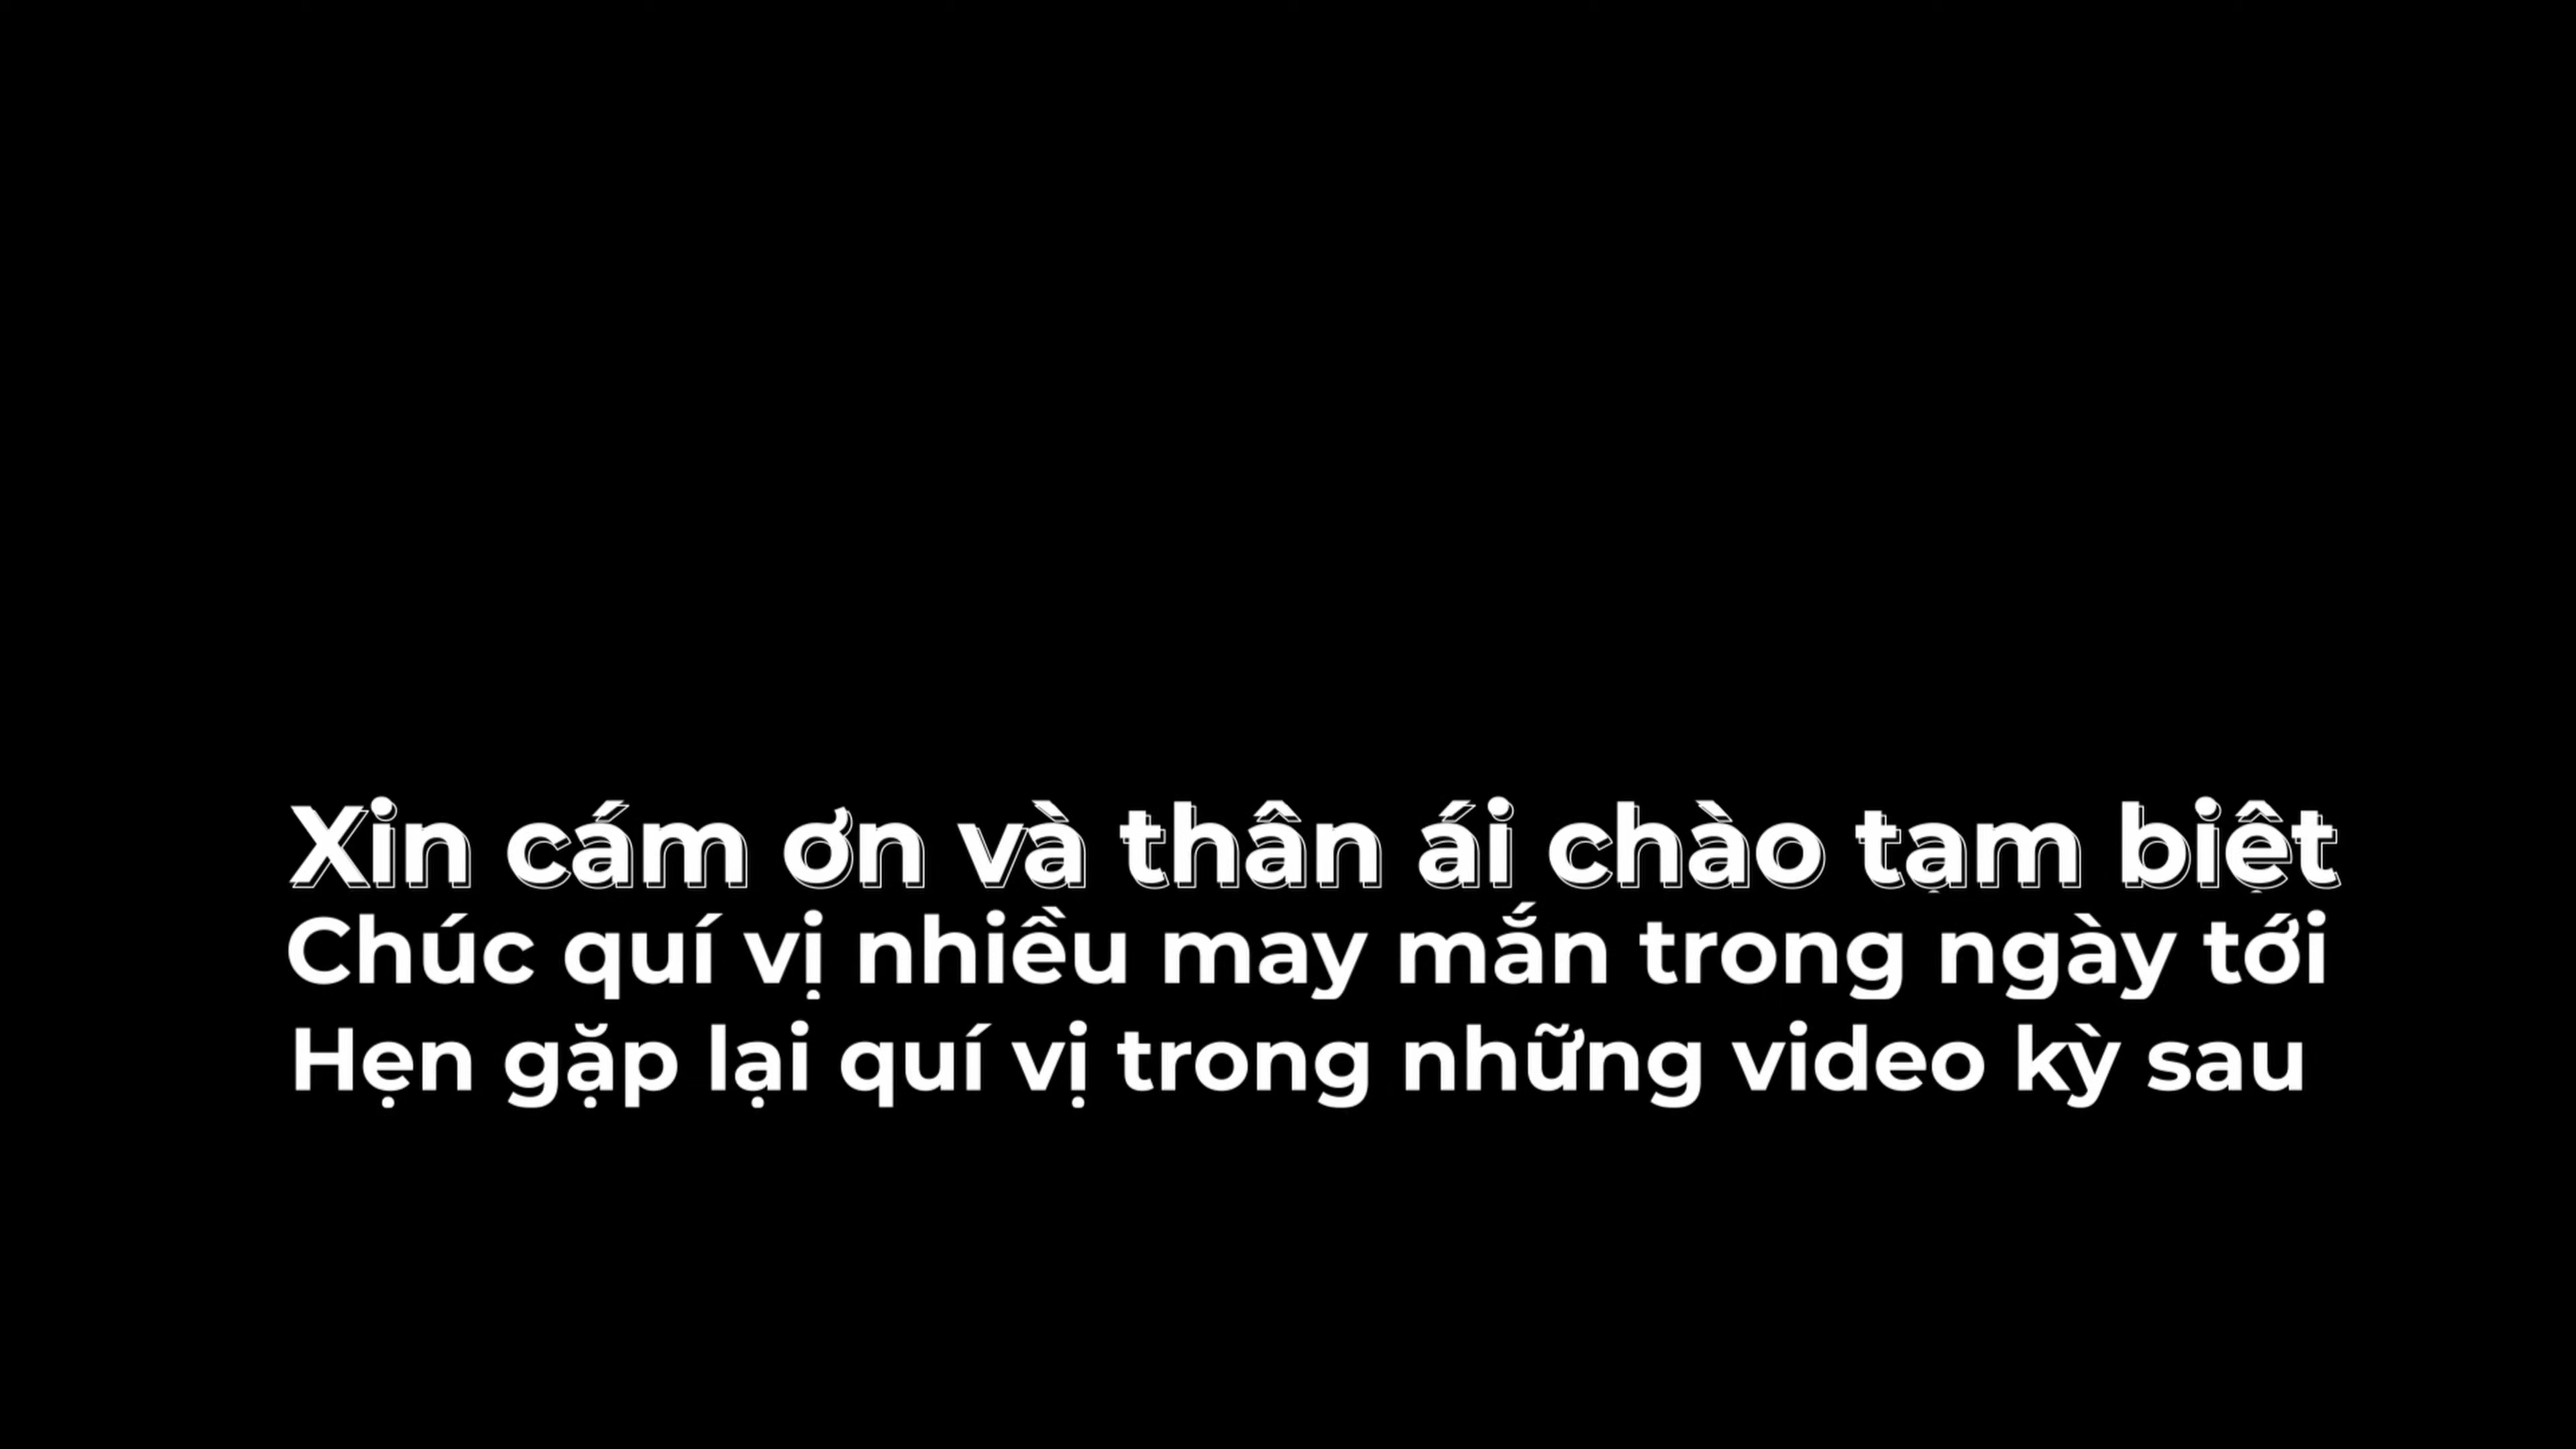 Xin cám ơn và thân ái chào tạm biệt
Chúc quí vị nhiều may mắn trong ngày tới
Hẹn gặp lại quí vị trong những video kỳ sau